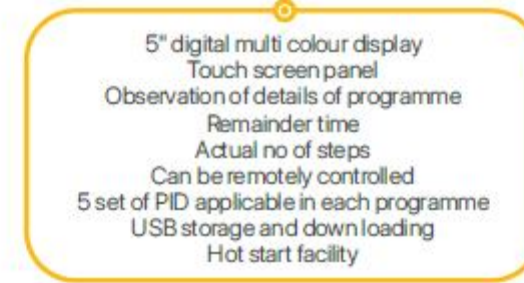 5" digital multi colour display
Touch screen panel
Observation of details of programme
Remainder time
Actual no of steps
Can be remotely controlled
5 set of PID applicable in each programme
USB storage and down loading
Hot start facility